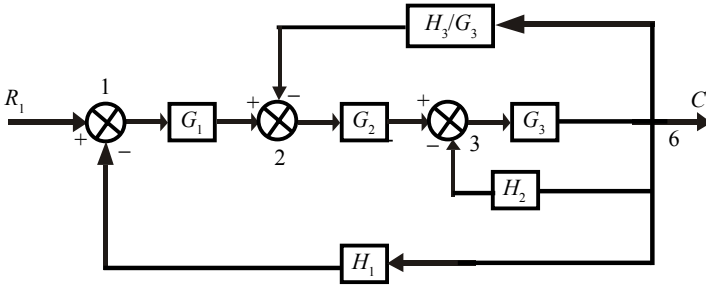 H₃/G₃
R₁ + 1 − G₁ + − 2 G₂ + − 3 G₃ 6 C
H₂
H₁